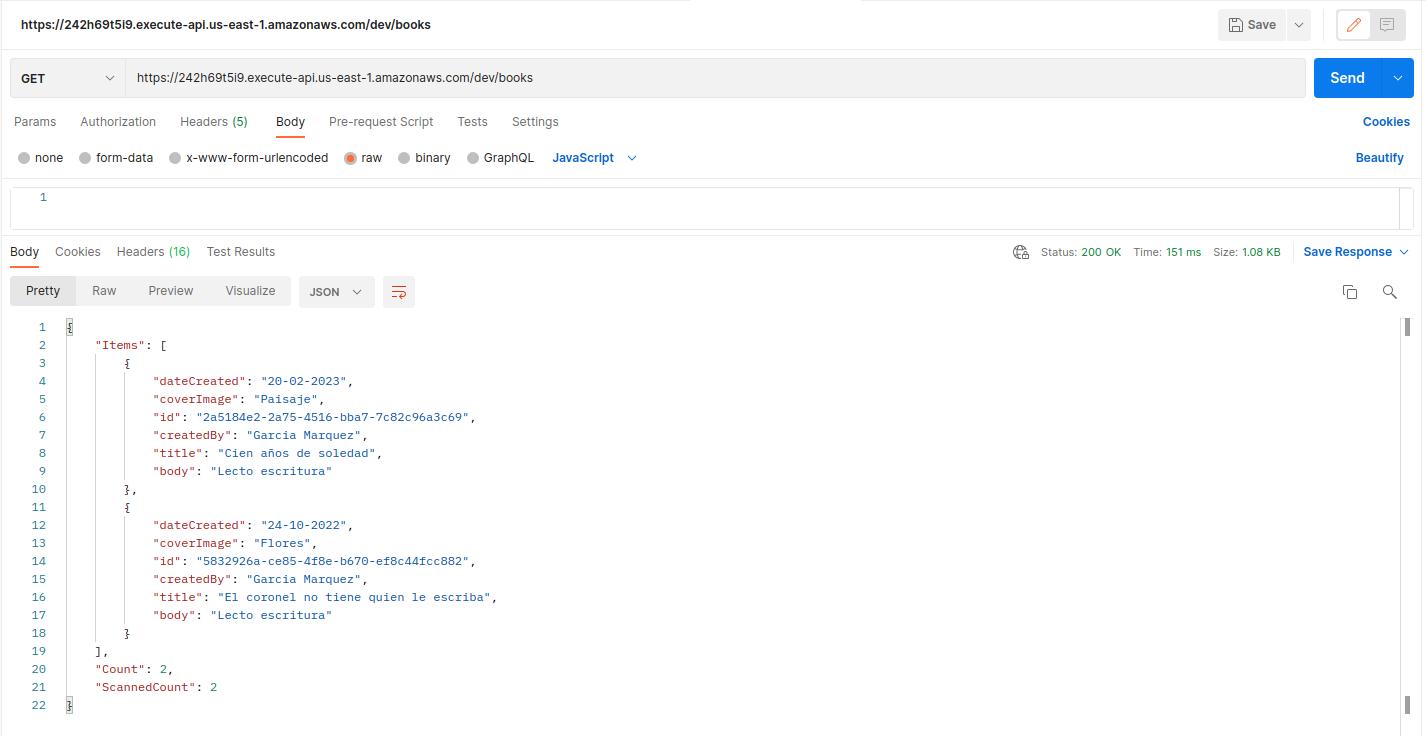 https://242h69t5i9.execute-api.us-east-1.amazonaws.com/dev/books Save
GET https://242h69t5i9.execute-api.us-east-1.amazonaws.com/dev/books Send
Params Authorization Headers (5) Body Pre-request Script Tests Settings Cookies
none form-data x-www-form-urlencoded raw binary GraphQL JavaScript Beautify
1
Body Cookies Headers (16) Test Results Status: 200 OK Time: 151 ms Size: 1.08 KB Save Response
Pretty Raw Preview Visualize JSON
1 {
2 "Items": [
3 {
4 "dateCreated": "20-02-2023",
5 "coverImage": "Paisaje",
6 "id": "2a5184e2-2a75-4516-bba7-7c82c96a3c69",
7 "createdBy": "Garcia Marquez",
8 "title": "Cien años de soledad",
9 "body": "Lecto escritura"
10 },
11 {
12 "dateCreated": "24-10-2022",
13 "coverImage": "Flores",
14 "id": "5832926a-ce85-4f8e-b670-ef8c44fcc882",
15 "createdBy": "Garcia Marquez",
16 "title": "El coronel no tiene quien le escriba",
17 "body": "Lecto escritura"
18 }
19 ],
20 "Count": 2,
21 "ScannedCount": 2
22 }